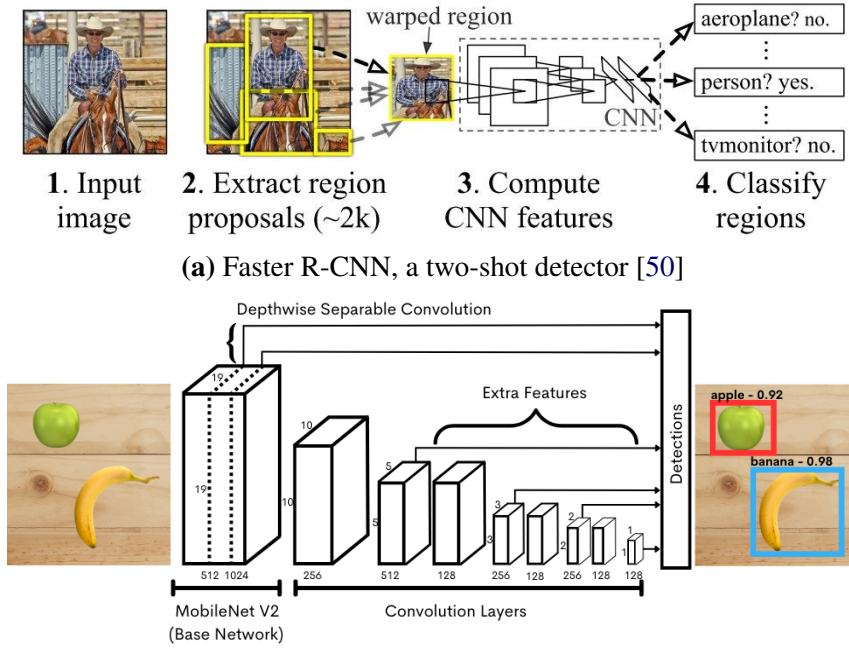 warped region
aeroplane? no.
person? yes.
tvmonitor? no.
CNN
1. Input
image
2. Extract region
proposals (~2k)
3. Compute
CNN features
4. Classify
regions
(a) Faster R-CNN, a two-shot detector [50]
Depthwise Separable Convolution
19
19
10
10
Extra Features
5
5
3
3
2
2
1
1
Detections
apple - 0.92
banana - 0.98
512 1024
256
512
128
256
128
256
128
128
MobileNet V2
(Base Network)
Convolution Layers